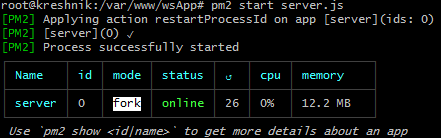 root@kreshnik:/var/www/wsApp# pm2 start server.js
[PM2] Applying action restartProcessId on app [server](ids: 0)
[PM2] [server](0) ✓
[PM2] Process successfully started
Name id mode status ↺ cpu memory
server 0 fork online 26 0% 12.2 MB
Use `pm2 show <id|name>` to get more details about an app